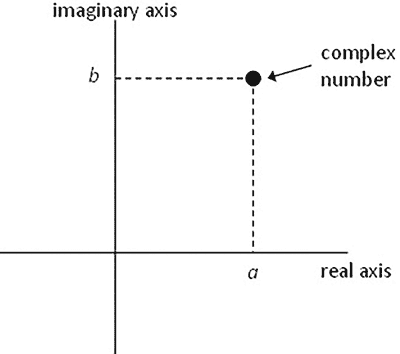 imaginary axis
b
complex
number
a
real axis